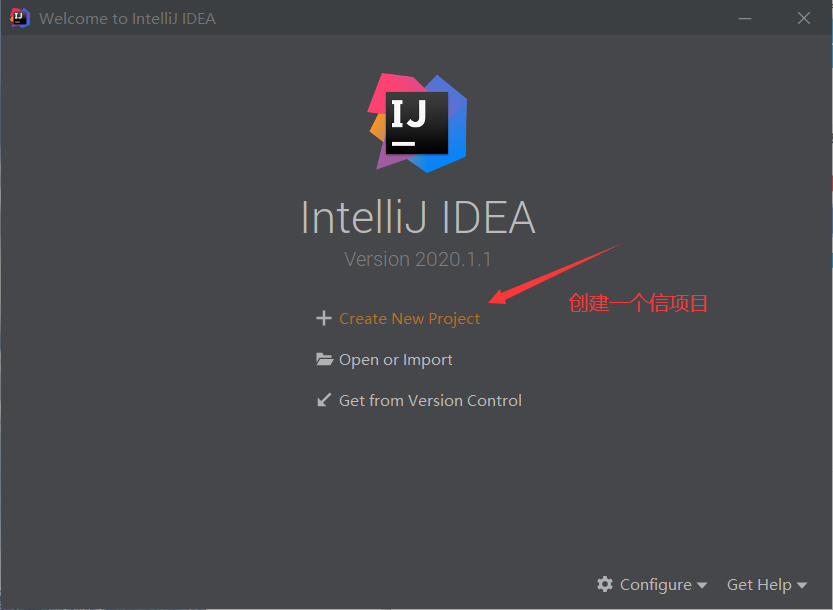 Welcome to IntelliJ IDEA
IJ
IntelliJ IDEA
Version 2020.1.1
Create New Project
创建一个信项目
Open or Import
Get from Version Control
Configure
Get Help